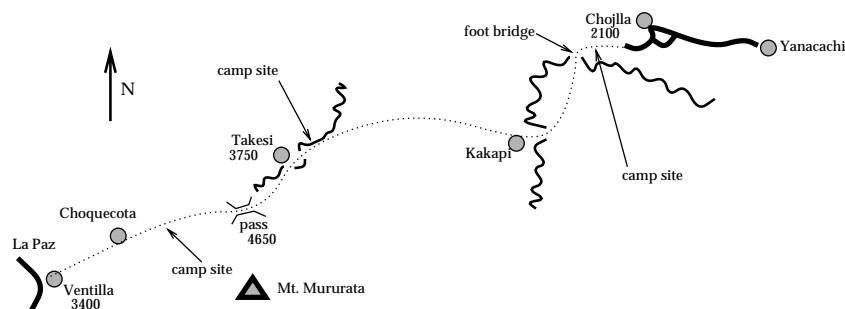 Chojlla
2100
foot bridge
Yanacachi
N
camp site
Takesi
3750
Kakapi
camp site
Choquecota
pass
4650
La Paz
camp site
Ventilla
3400
Mt. Mururata